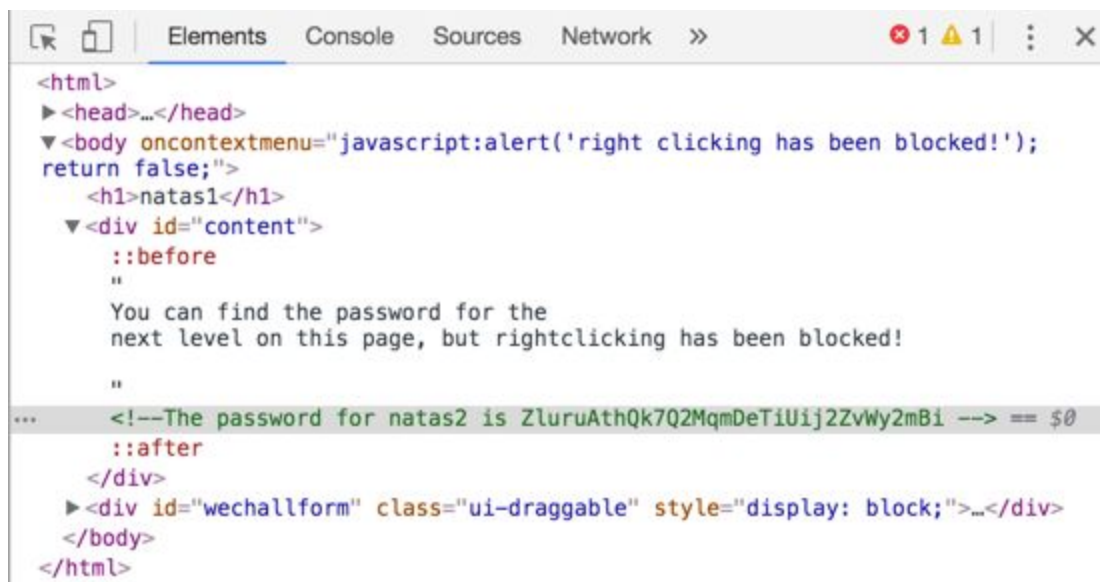 Elements Console Sources Network » 1 1
<html>
▶<head>…</head>
▼<body oncontextmenu="javascript:alert('right clicking has been blocked!');
return false;">
<h1>natas1</h1>
▼<div id="content">
::before
"
You can find the password for the
next level on this page, but rightclicking has been blocked!
"
... <!--The password for natas2 is ZluruAthQk7Q2MqmDeTiUij2ZvWy2mBi --> == $0
::after
</div>
▶<div id="wechallform" class="ui-draggable" style="display: block;">…</div>
</body>
</html>